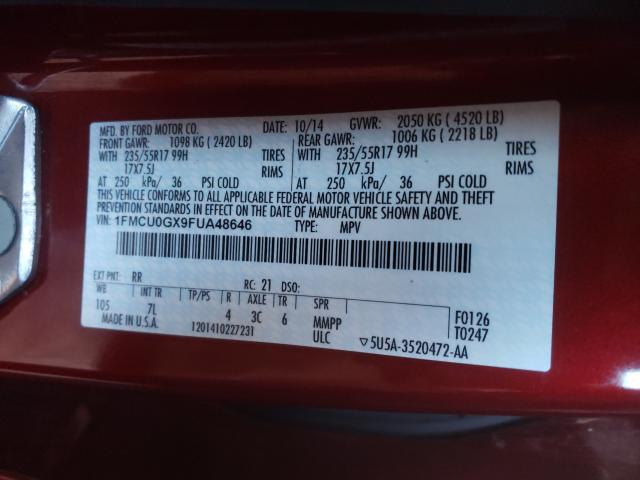 MFD. BY FORD MOTOR CO. DATE: 10/14 GVWR: 2050 KG ( 4520 LB)
FRONT GAWR: 1098 KG ( 2420 LB) REAR GAWR: 1006 KG ( 2218 LB)
WITH 235/55R17 99H TIRES WITH 235/55R17 99H TIRES
17X7.5J RIMS 17X7.5J RIMS
AT 250 kPa/ 36 PSI COLD AT 250 kPa/ 36 PSI COLD
THIS VEHICLE CONFORMS TO ALL APPLICABLE FEDERAL MOTOR VEHICLE SAFETY AND THEFT
PREVENTION STANDARDS IN EFFECT ON THE DATE OF MANUFACTURE SHOWN ABOVE.
VIN: 1FMCU0GX9FUA48646 TYPE: MPV
EXT PNT: RR RC: 21 DSO:
WB INT TR TP/PS R AXLE TR SPR F0126
105 7L 4 3C 6 MMPP T0247
MADE IN U.S.A. 1201410227231 ULC ▽5U5A-3520472-AA